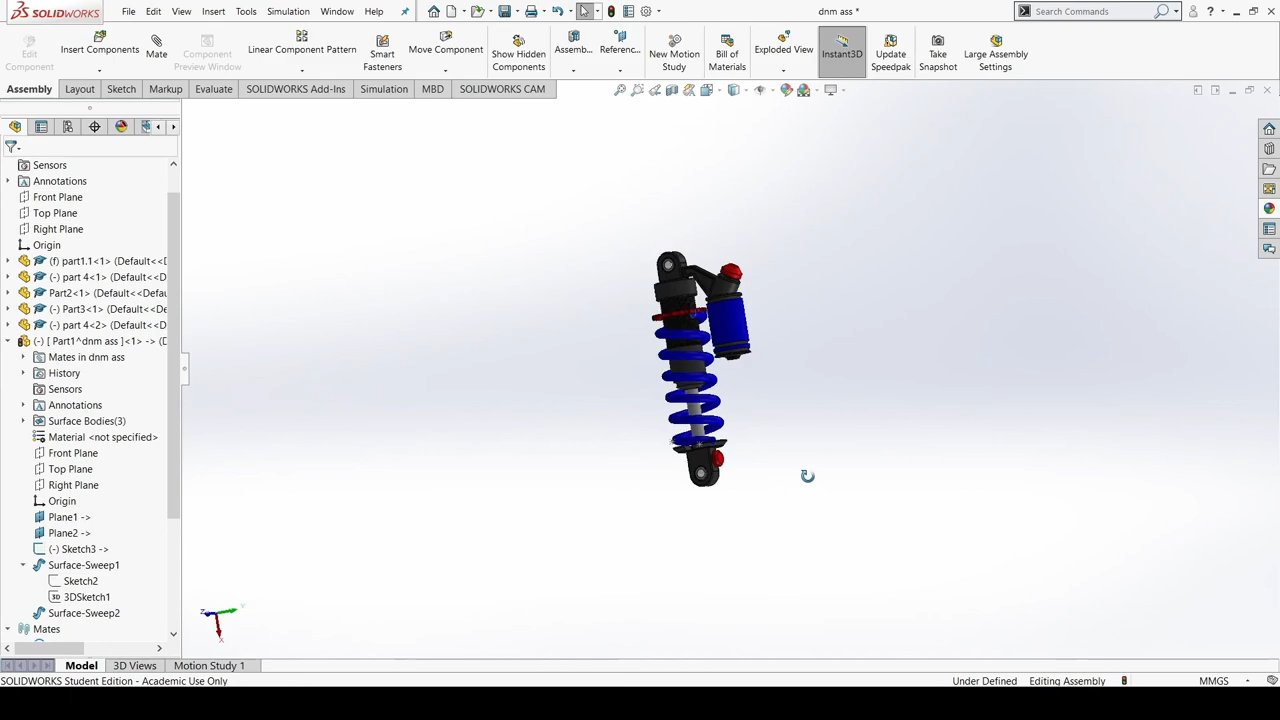 SOLIDWORKS File Edit View Insert Tools Simulation Window Help dnm ass * Search Commands
Edit Component
Insert Components
Mate
Component Preview Window
Linear Component Pattern
Smart Fasteners
Move Component
Show Hidden Components
Assemb...
Referenc...
New Motion Study
Bill of Materials
Exploded View
Instant3D
Update Speedpak
Take Snapshot
Large Assembly Settings
Assembly Layout Sketch Markup Evaluate SOLIDWORKS Add-Ins Simulation MBD SOLIDWORKS CAM
Sensors
Annotations
Front Plane
Top Plane
Right Plane
Origin
(f) part1.1<1> (Default<<D
(-) part 4<1> (Default<<D
Part2<1> (Default<<Defau
(-) Part3<1> (Default<<De
(-) part 4<2> (Default<<D
(-) [ Part1^dnm ass ]<1> -> (D
Mates in dnm ass
History
Sensors
Annotations
Surface Bodies(3)
Material <not specified>
Front Plane
Top Plane
Right Plane
Origin
Plane1 ->
Plane2 ->
(-) Sketch3 ->
Surface-Sweep1
Sketch2
3D 3DSketch1
Surface-Sweep2
Mates
Z Y
X
Model 3D Views Motion Study 1
SOLIDWORKS Student Edition - Academic Use Only Under Defined Editing Assembly MMGS